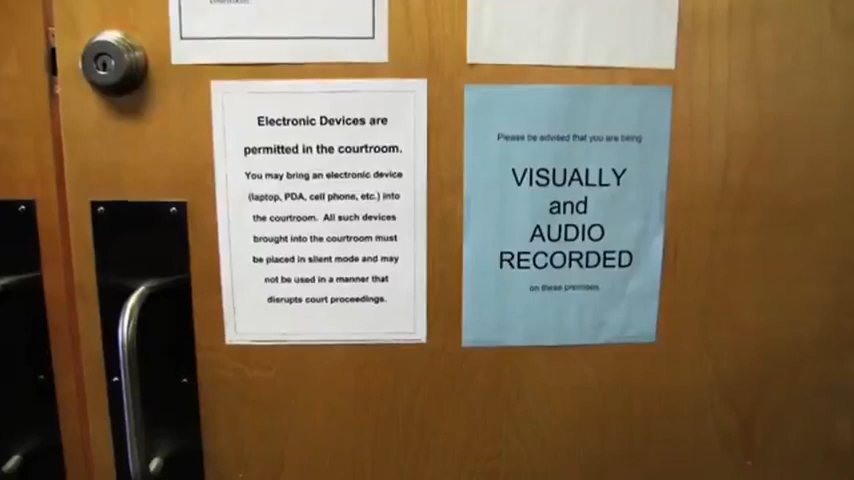 Electronic Devices are
permitted in the courtroom.
You may bring an electronic device
(laptop, PDA, cell phone, etc.) into
the courtroom. All such devices
brought into the courtroom must
be placed in silent mode and may
not be used in a manner that
disrupts court proceedings.
Please be advised that you are being
VISUALLY
and
AUDIO
RECORDED
on these premises.